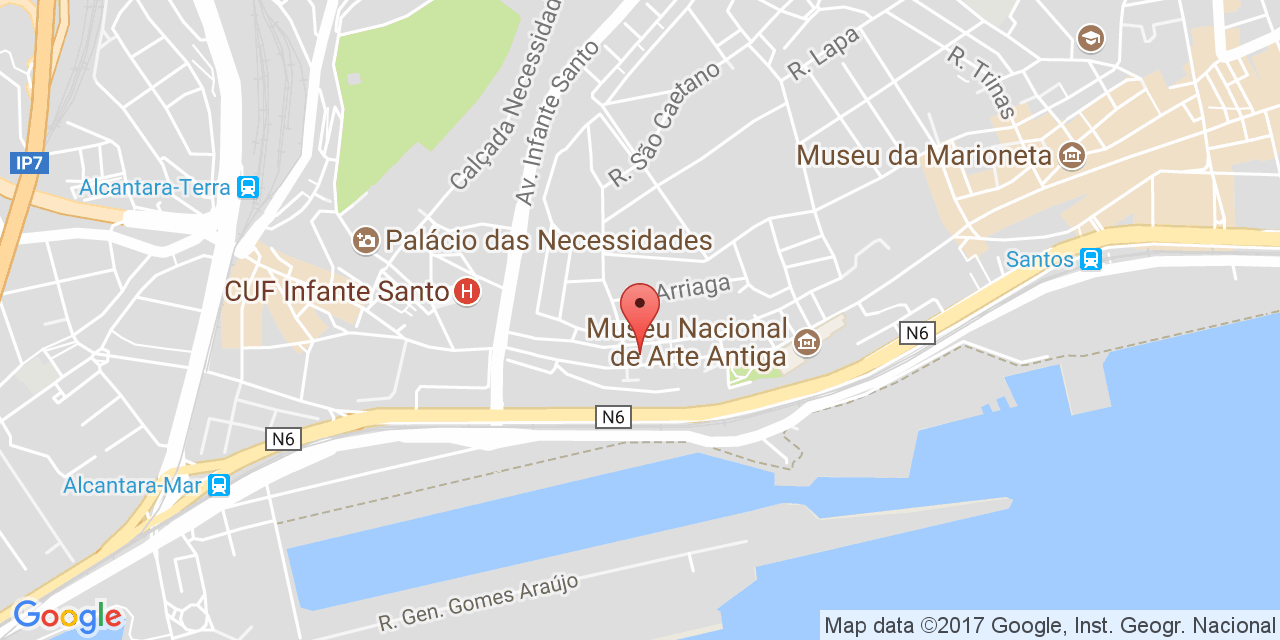 R. Lapa
R. Trinas
Calçada Necessidad
Av. Infante Santo
R. São Caetano
IP7
Museu da Marioneta
Alcantara-Terra
Palácio das Necessidades
Santos
CUF Infante Santo
H
Arriaga
Museu Nacional
de Arte Antiga
N6
N6
N6
Alcantara-Mar
R. Gen. Gomes Araújo
Google
Map data ©2017 Google, Inst. Geogr. Nacional